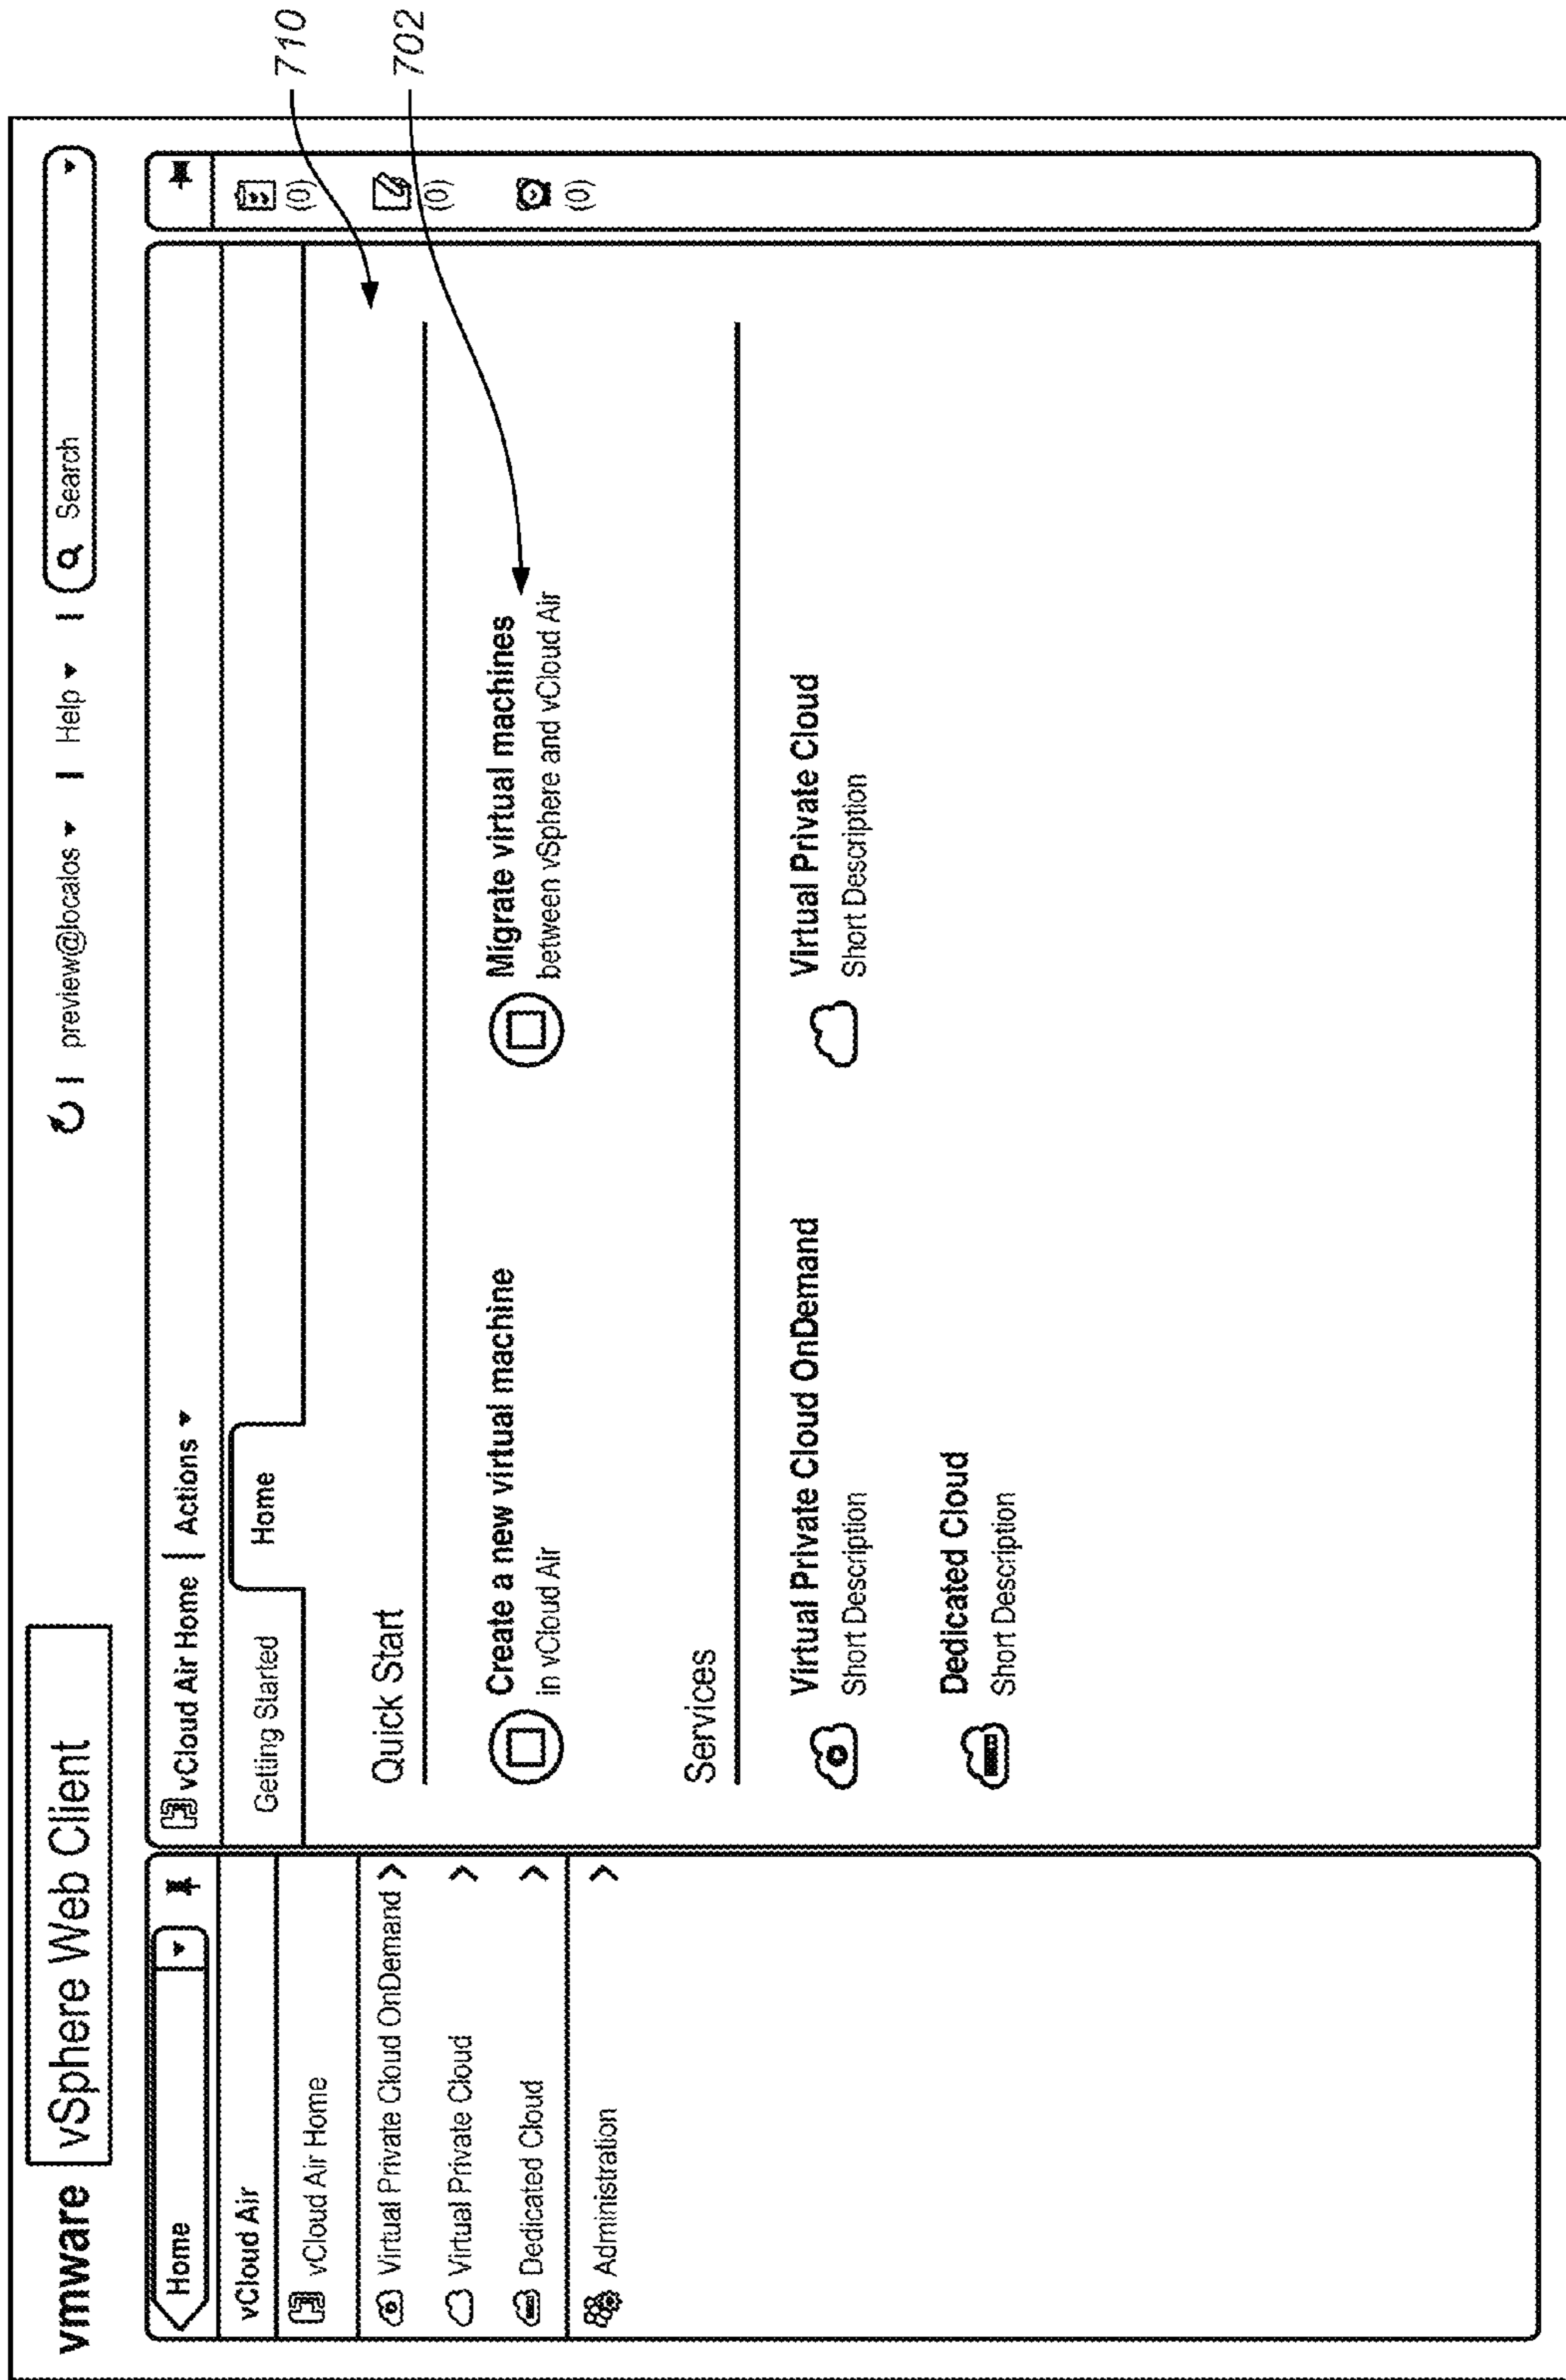 vmware vSphere Web Client
preview@localos Help Search
Home
vCloud Air
vCloud Air Home
Virtual Private Cloud OnDemand
Virtual Private Cloud
Dedicated Cloud
Administration
vCloud Air Home Actions
Getting Started Home
Quick Start
Create a new virtual machine
in vCloud Air
Migrate virtual machines
between vSphere and vCloud Air
Services
Virtual Private Cloud OnDemand
Short Description
Virtual Private Cloud
Short Description
Dedicated Cloud
Short Description
(0)
(0)
(0)
710
702